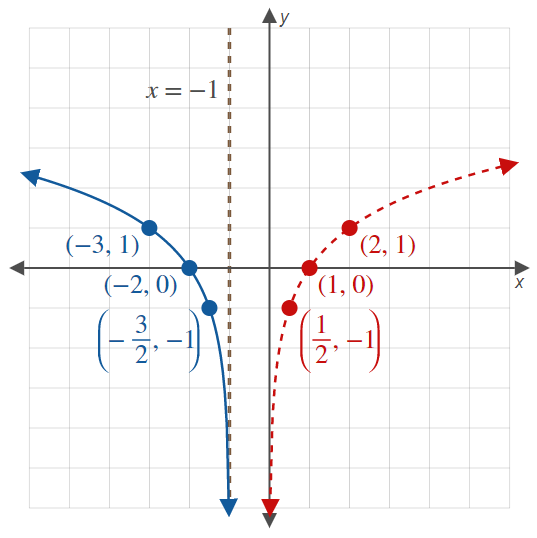 y
x = −1
(−3, 1)
(2, 1)
x
(−2, 0)
(1, 0)
(− 3/2, −1)
(1/2, −1)